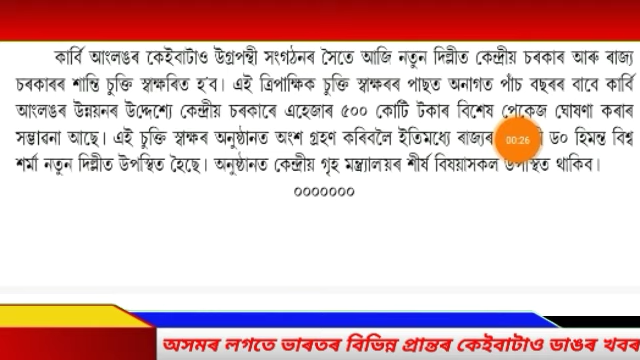 কাৰ্বি আংলঙৰ কেইবাটাও উগ্ৰপন্থী সংগঠনৰ সৈতে আজি নতুন দিল্লীত কেন্দ্ৰীয় চৰকাৰ আৰু ৰাজ্য
চৰকাৰৰ শান্তি চুক্তি স্বাক্ষৰিত হ'ব। এই ত্ৰিপাক্ষিক চুক্তি স্বাক্ষৰৰ পাছত অনাগত পাঁচ বছৰৰ বাবে কাৰ্বি
আংলঙৰ উন্নয়নৰ উদ্দেশ্যে কেন্দ্ৰীয় চৰকাৰে এহেজাৰ ৫০০ কোটি টকাৰ বিশেষ পেকেজ ঘোষণা কৰাৰ
সম্ভাৱনা আছে। এই চুক্তি স্বাক্ষৰ অনুষ্ঠানত অংশ গ্ৰহণ কৰিবলৈ ইতিমধ্যে ৰাজ্যৰ 00:26 ড০ হিমন্ত বিশ্ব
শৰ্মা নতুন দিল্লীত উপস্থিত হৈছে। অনুষ্ঠানত কেন্দ্ৰীয় গৃহ মন্ত্ৰ্যালয়ৰ শীৰ্ষ বিষয়াসকল উপস্থিত থাকিব।
০০০০০০০
অসমৰ লগতে ভাৰতৰ বিভিন্ন প্ৰান্তৰ কেইবাটাও ডাঙৰ খবৰ